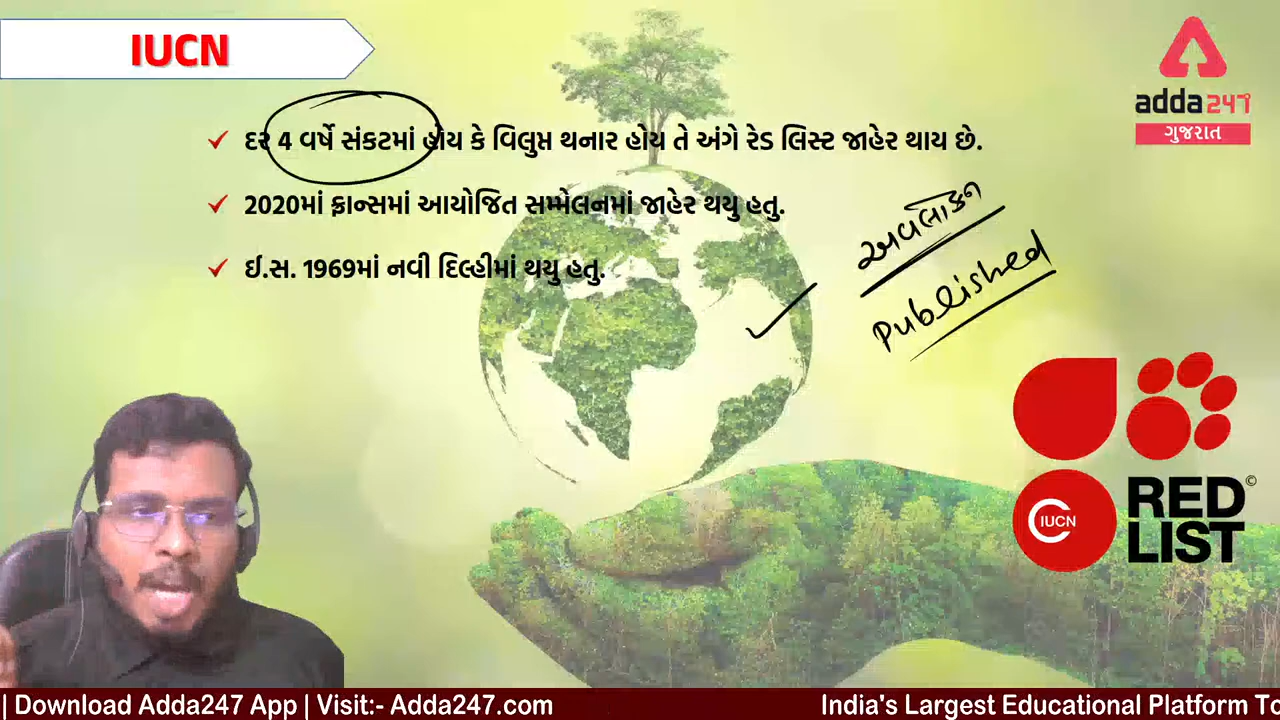 IUCN
adda247
ગુજરાત
દર 4 વર્ષે સંકટમાં હોય કે વિલુપ્ત થનાર હોય તે અંગે રેડ લિસ્ટ જાહેર થાય છે.
2020માં ફ્રાન્સમાં આયોજિત સમ્મેલનમાં જાહેર થયુ હતુ.
ઈ.સ. 1969માં નવી દિલ્હીમાં થયુ હતુ.
અવલોકન
Published
IUCN
RED
LIST©
| Download Adda247 App | Visit:- Adda247.com India's Largest Educational Platform To